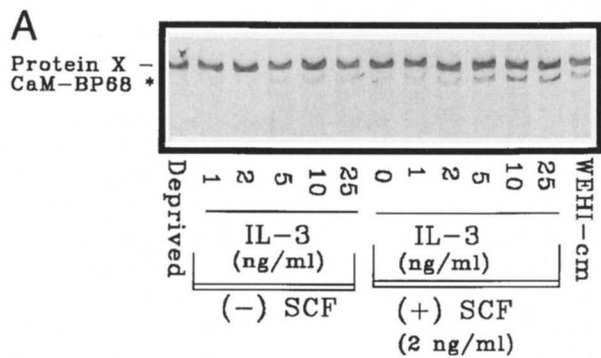 A
Protein X -
CaM-BP68 *
Deprived 1 2 5 10 25 0 1 2 5 10 25 WEHI-cm
IL-3 IL-3
(ng/ml) (ng/ml)
(-) SCF (+) SCF
(2 ng/ml)